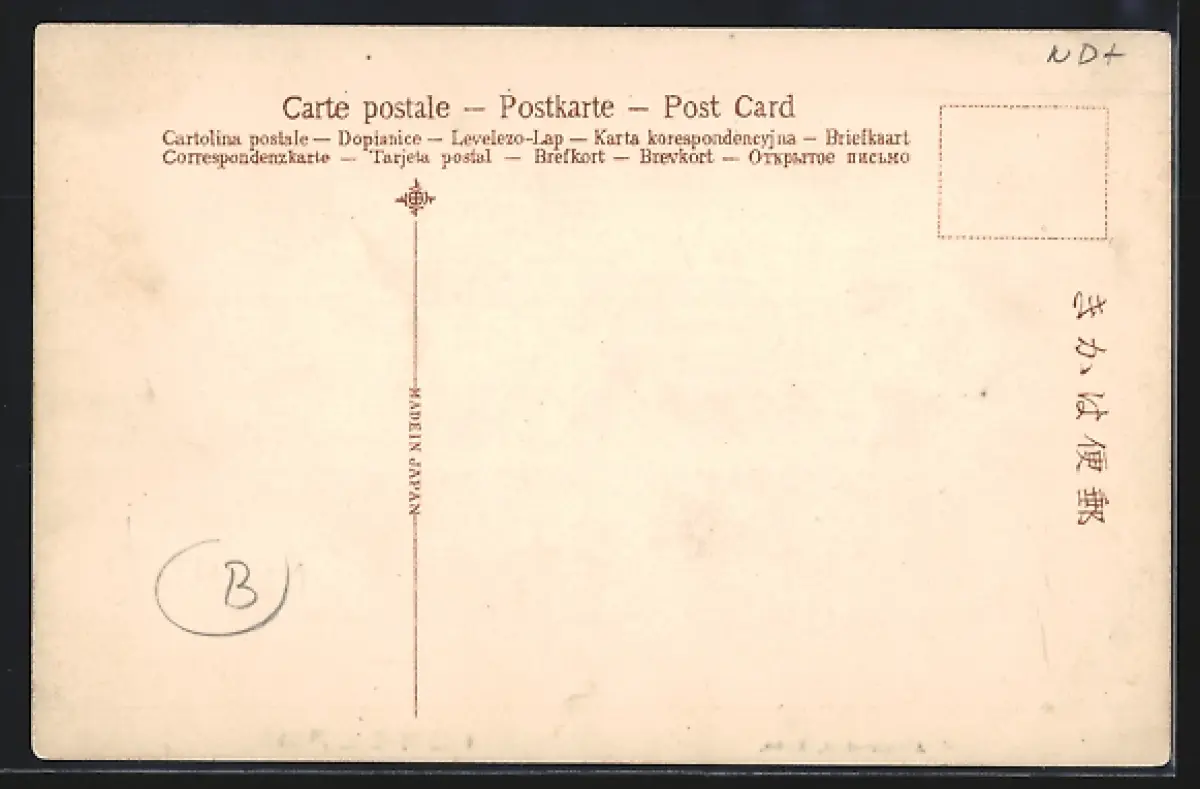 ND+
Carte postale — Postkarte — Post Card
Cartolina postale — Dopisnice — Levelezo-Lap — Karta korespondencyjna — Briefkaart
Correspondenzkarte — Tarjeta postal — Brefkort — Brevkort — Открытое письмо
MADE IN JAPAN
きかは便郵
B